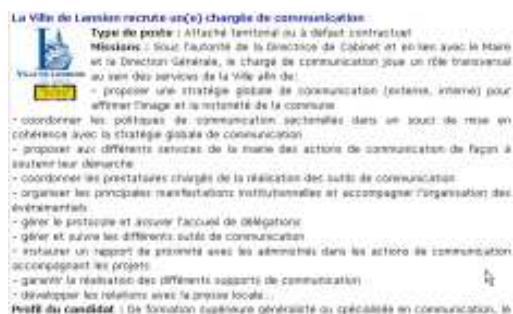 La Ville de Lannion recrute un(e) chargée de communication
Type de poste : Attaché territorial ou à défaut contractuel
Missions : Sous l'autorité de la Directrice de Cabinet et en lien avec le Maire
et la Direction Générale, le chargé de communication joue un rôle transversal
VILLE DE LANNION
au sein des services de la Ville afin de:
- proposer une stratégie globale de communication (externe, interne) pour
affirmer l'image et la notoriété de la commune
- coordonner les politiques de communication sectorielles dans un souci de mise en
cohérence avec la stratégie globale de communication
- proposer aux différents services de la mairie des actions de communication de façon à
soutenir leur démarche
- coordonner les prestataires chargés de la réalisation des outils de communication
- organiser les principales manifestations institutionnelles et accompagner l'organisation des
événementiels
- gérer le protocole et assurer l'accueil de délégations
- gérer et suivre les différents outils de communication
- instaurer un rapport de proximité avec les administrés dans les actions de communication
accompagnant les projets
- garantir la réalisation des différents supports de communication
- développer les relations avec la presse locale...
Profil du candidat : De formation supérieure généraliste ou spécialisée en communication, le